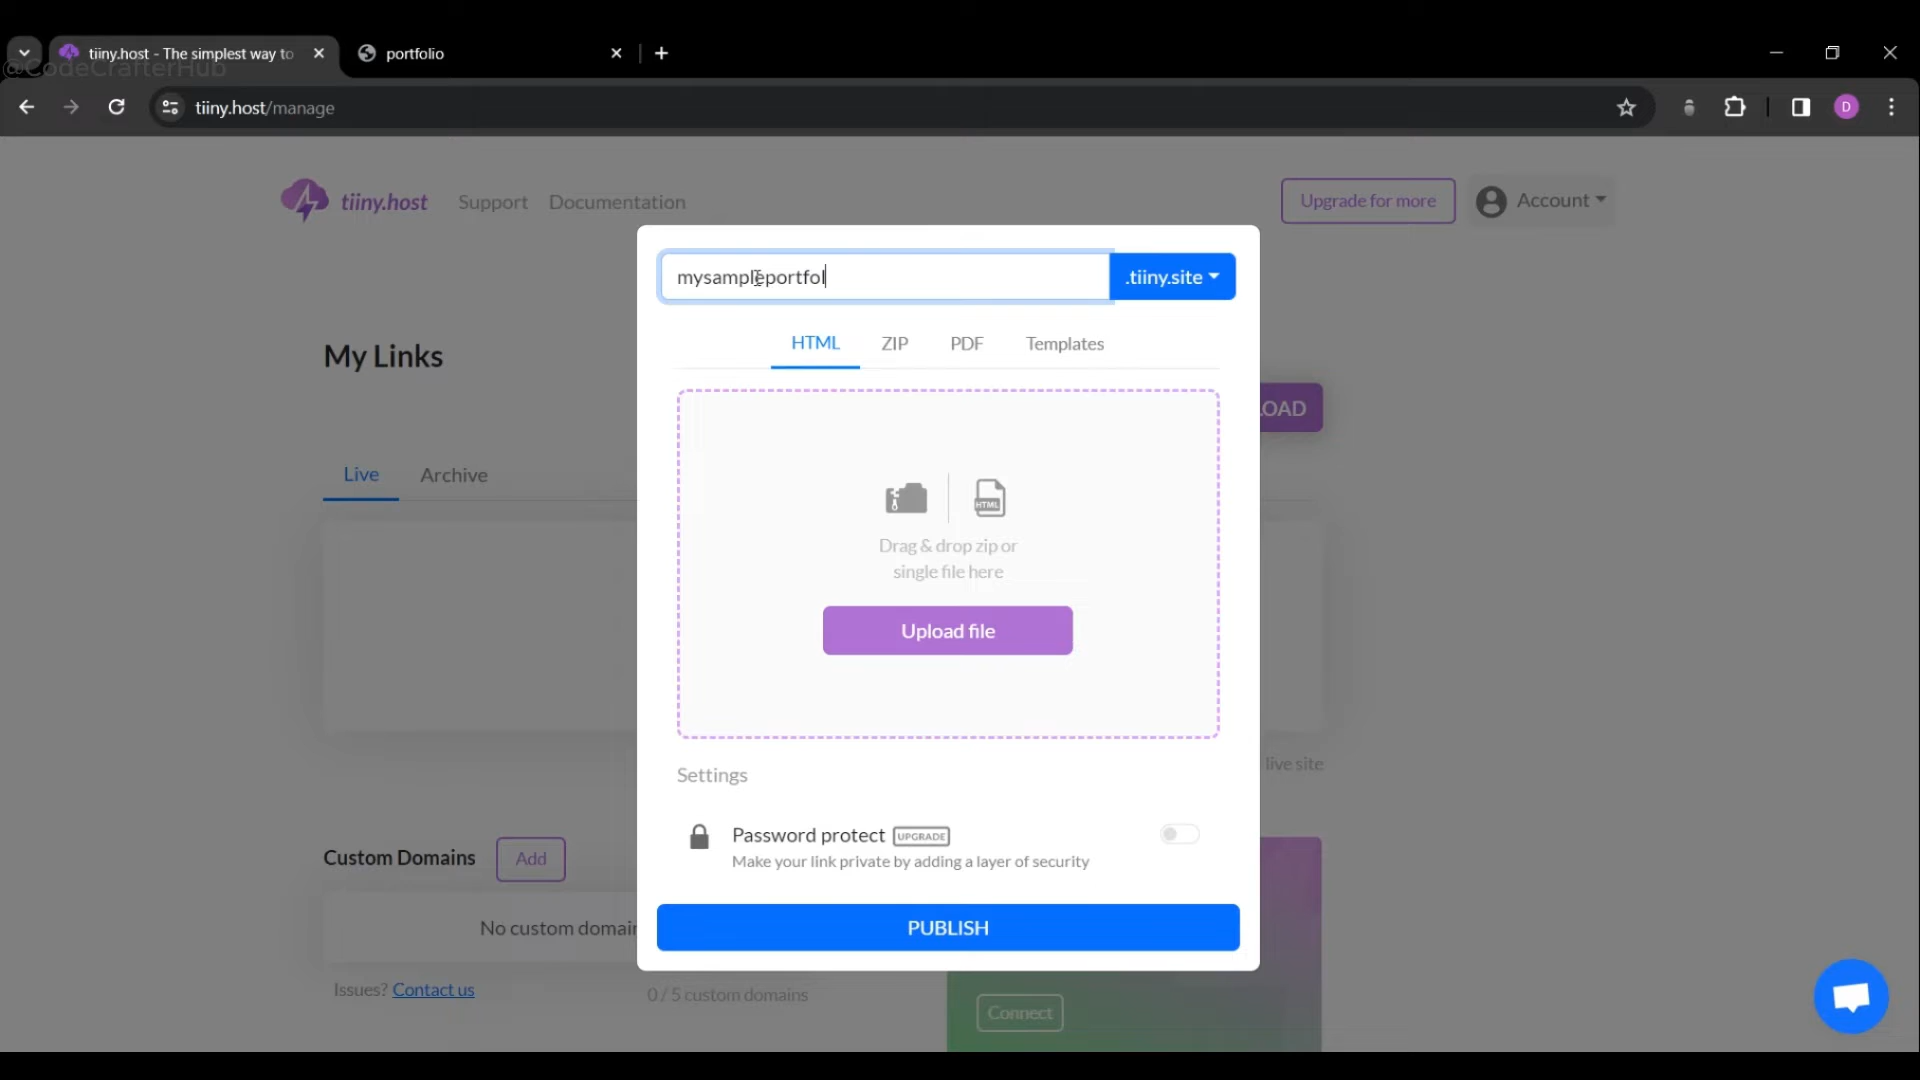 tiiny.host - The simplest way to
portfolio
@CodeCrafterHub
tiiny.host/manage
D
tiiny.host
Support
Documentation
Upgrade for more
Account
mysampleportfol
.tiiny.site
HTML
ZIP
PDF
Templates
My Links
OAD
Live
Archive
HTML
Drag & drop zip or
single file here
Upload file
live site
Settings
Password protect
UPGRADE
Make your link private by adding a layer of security
Custom Domains
Add
No custom domain
PUBLISH
Issues? Contact us
0 / 5 custom domains
Connect